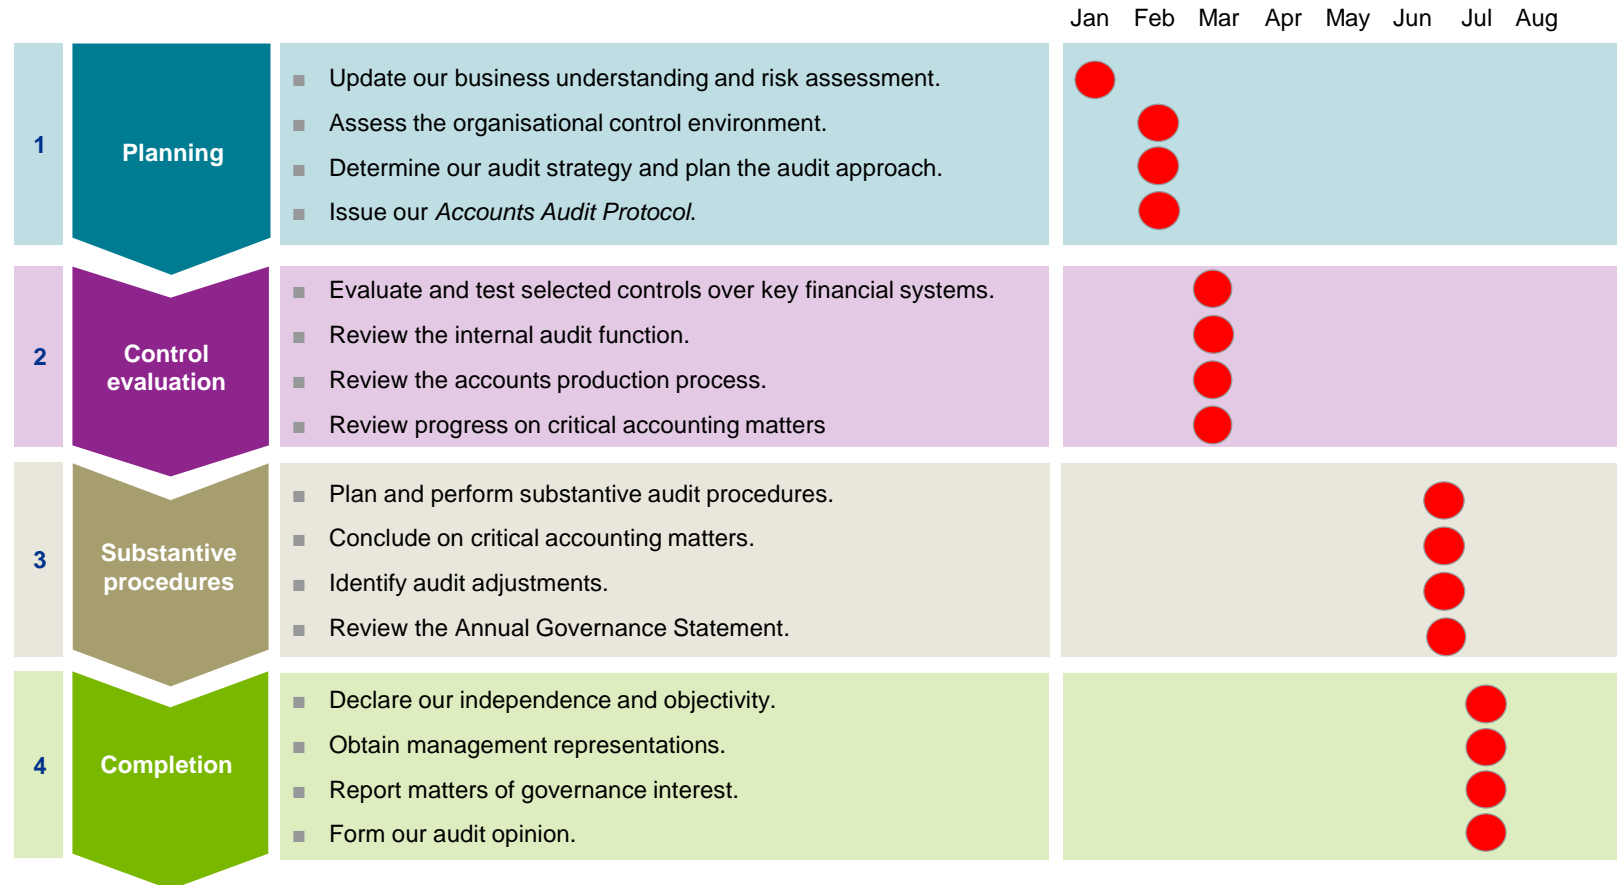 Jan Feb Mar Apr May Jun Jul Aug
1
Planning
■ Update our business understanding and risk assessment.
■ Assess the organisational control environment.
■ Determine our audit strategy and plan the audit approach.
■ Issue our Accounts Audit Protocol.
2
Control
evaluation
■ Evaluate and test selected controls over key financial systems.
■ Review the internal audit function.
■ Review the accounts production process.
■ Review progress on critical accounting matters
3
Substantive
procedures
■ Plan and perform substantive audit procedures.
■ Conclude on critical accounting matters.
■ Identify audit adjustments.
■ Review the Annual Governance Statement.
4
Completion
■ Declare our independence and objectivity.
■ Obtain management representations.
■ Report matters of governance interest.
■ Form our audit opinion.